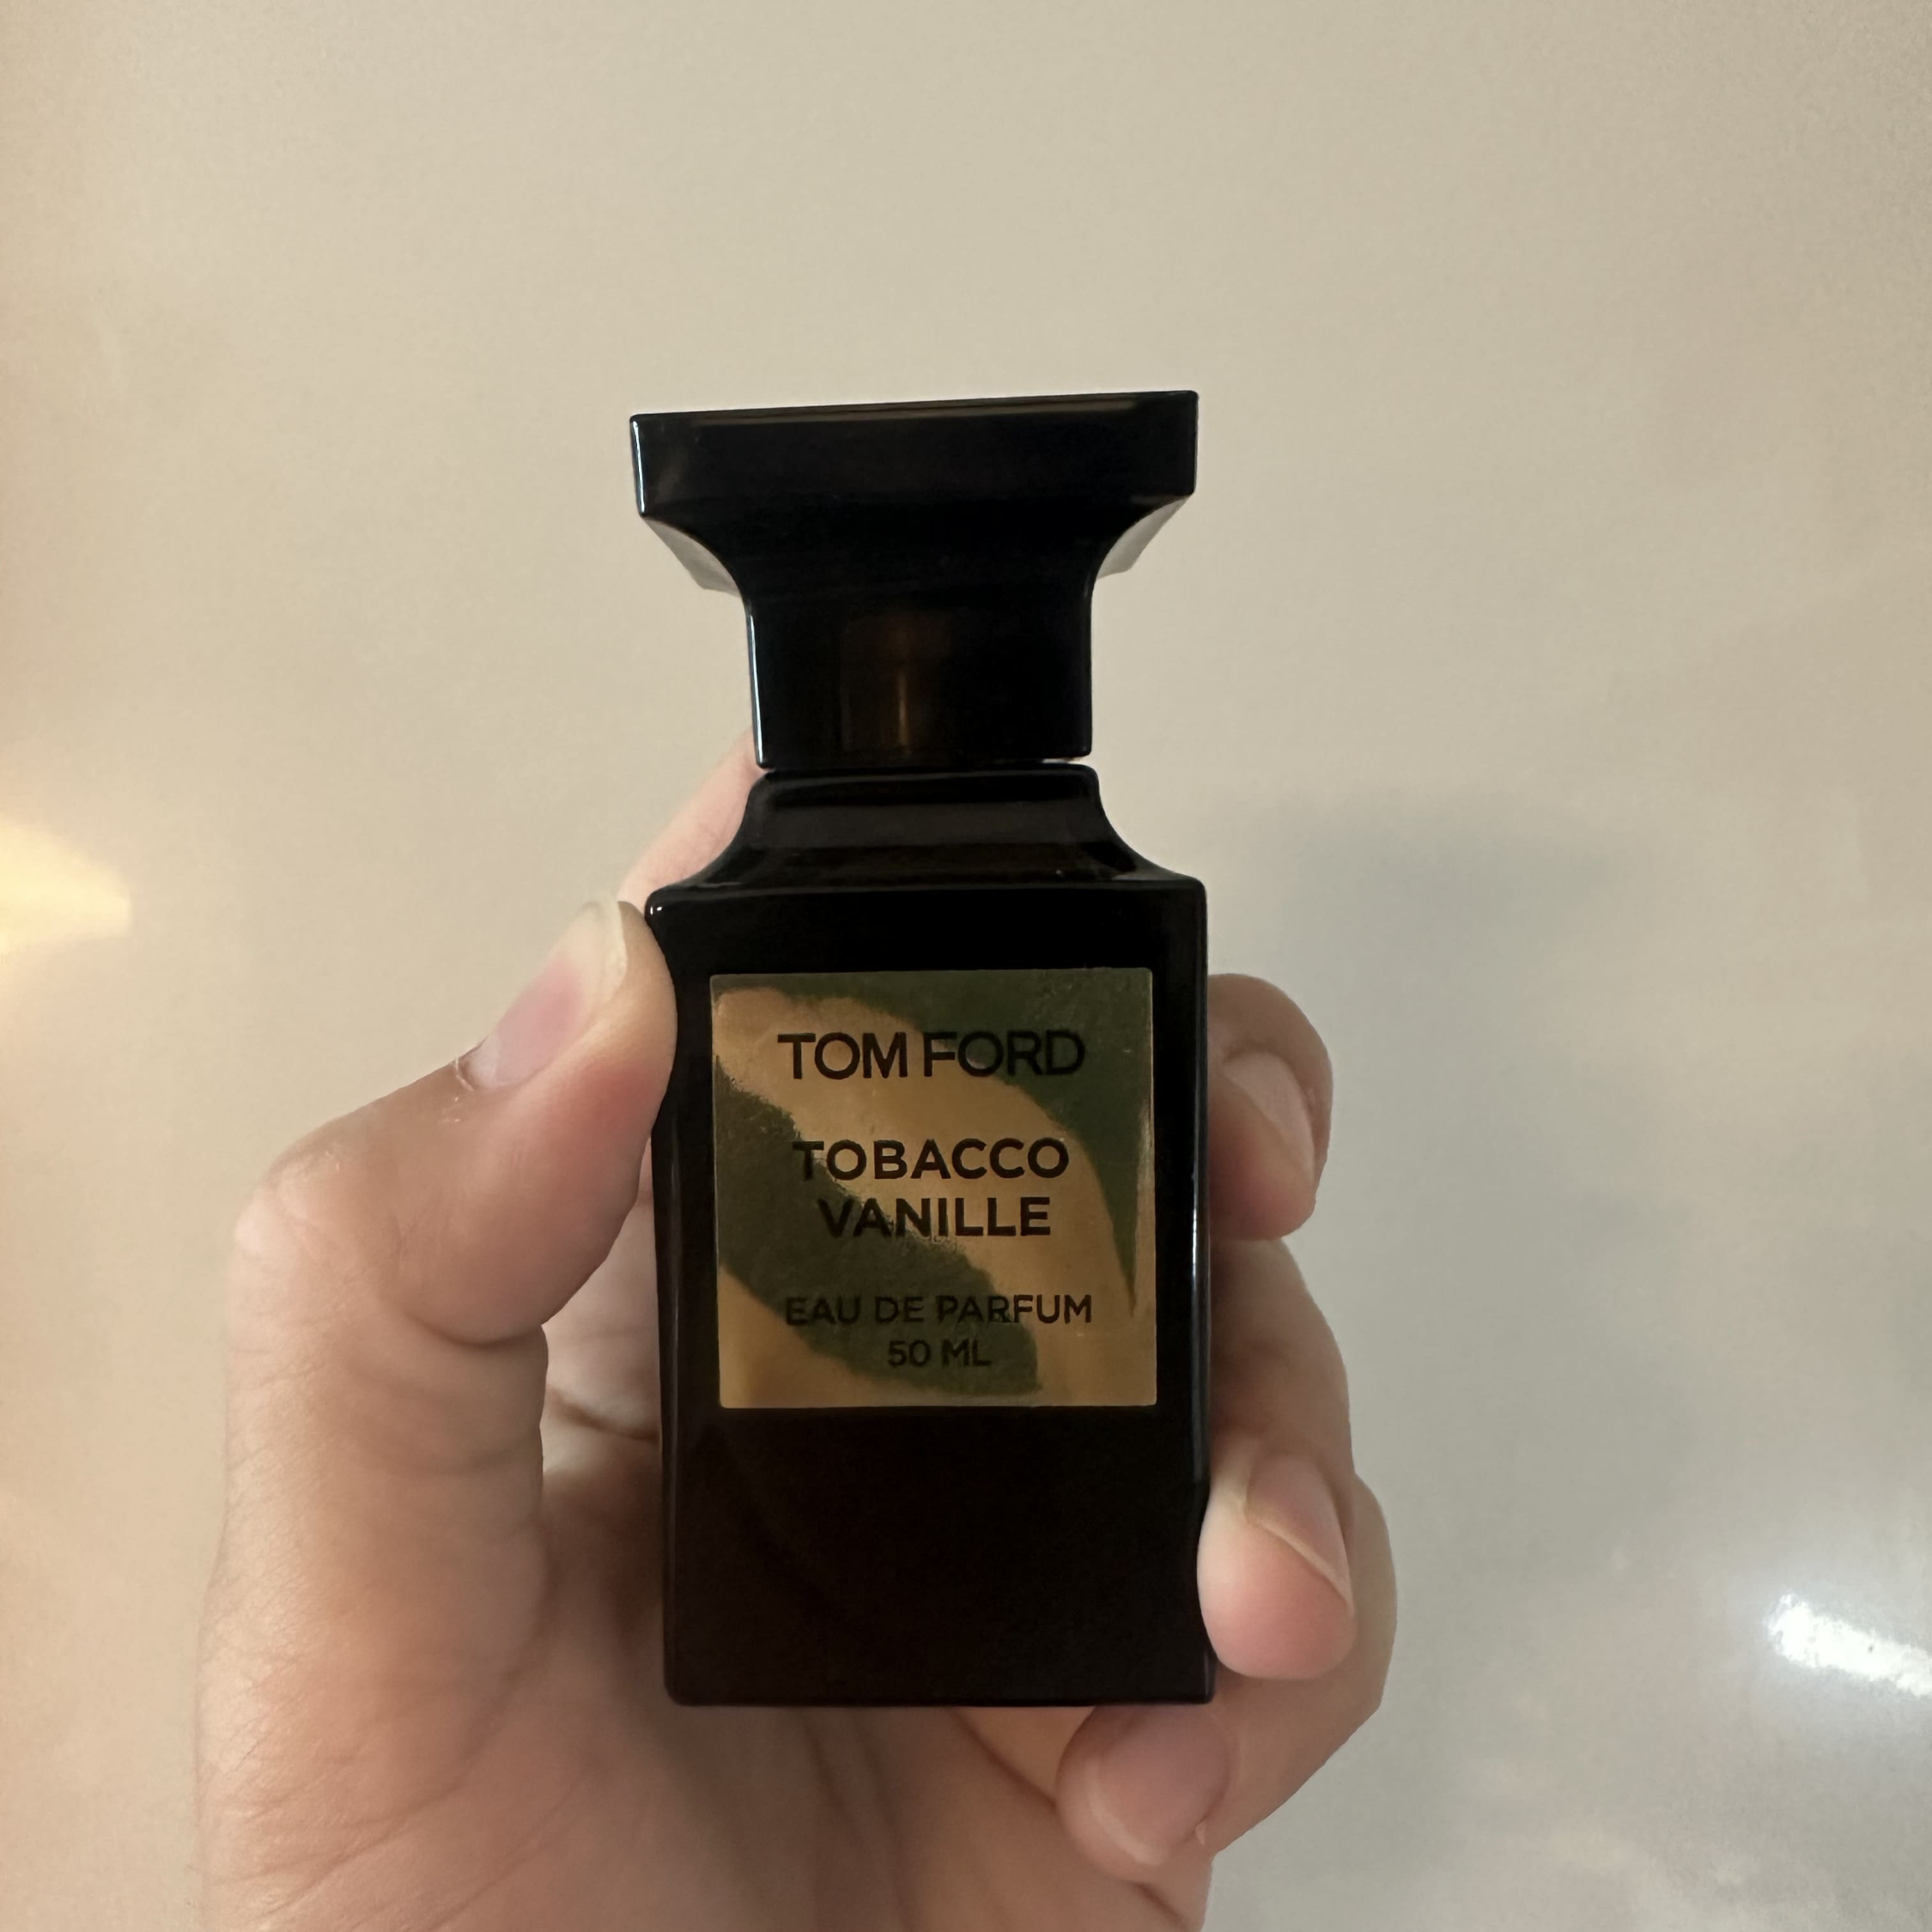 TOM FORD
TOBACCO
VANILLE
EAU DE PARFUM
50 ML